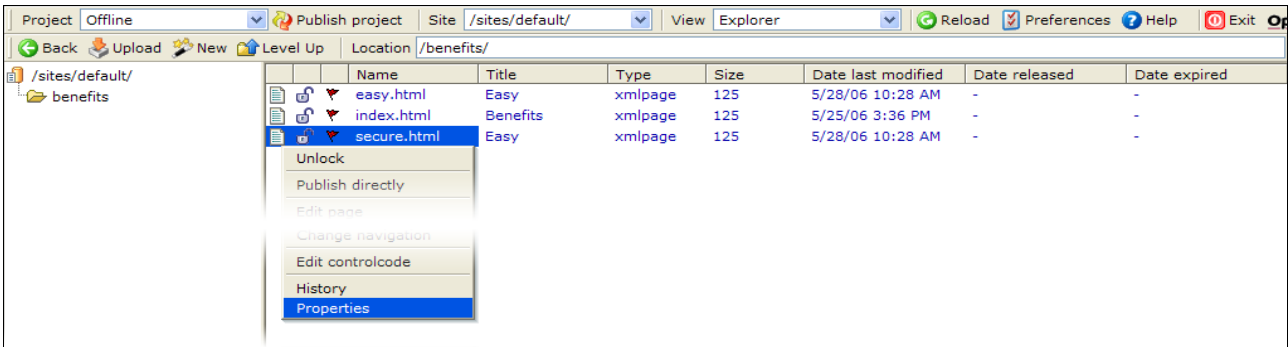 Project Offline Publish project Site /sites/default/ View Explorer Reload Preferences Help Exit Op
Back Upload New Level Up Location /benefits/
/sites/default/
benefits
Name Title Type Size Date last modified Date released Date expired
easy.html Easy xmlpage 125 5/28/06 10:28 AM - -
index.html Benefits xmlpage 125 5/25/06 3:36 PM - -
secure.html Easy xmlpage 125 5/28/06 10:28 AM - -
Unlock
Publish directly
Edit page
Change navigation
Edit controlcode
History
Properties